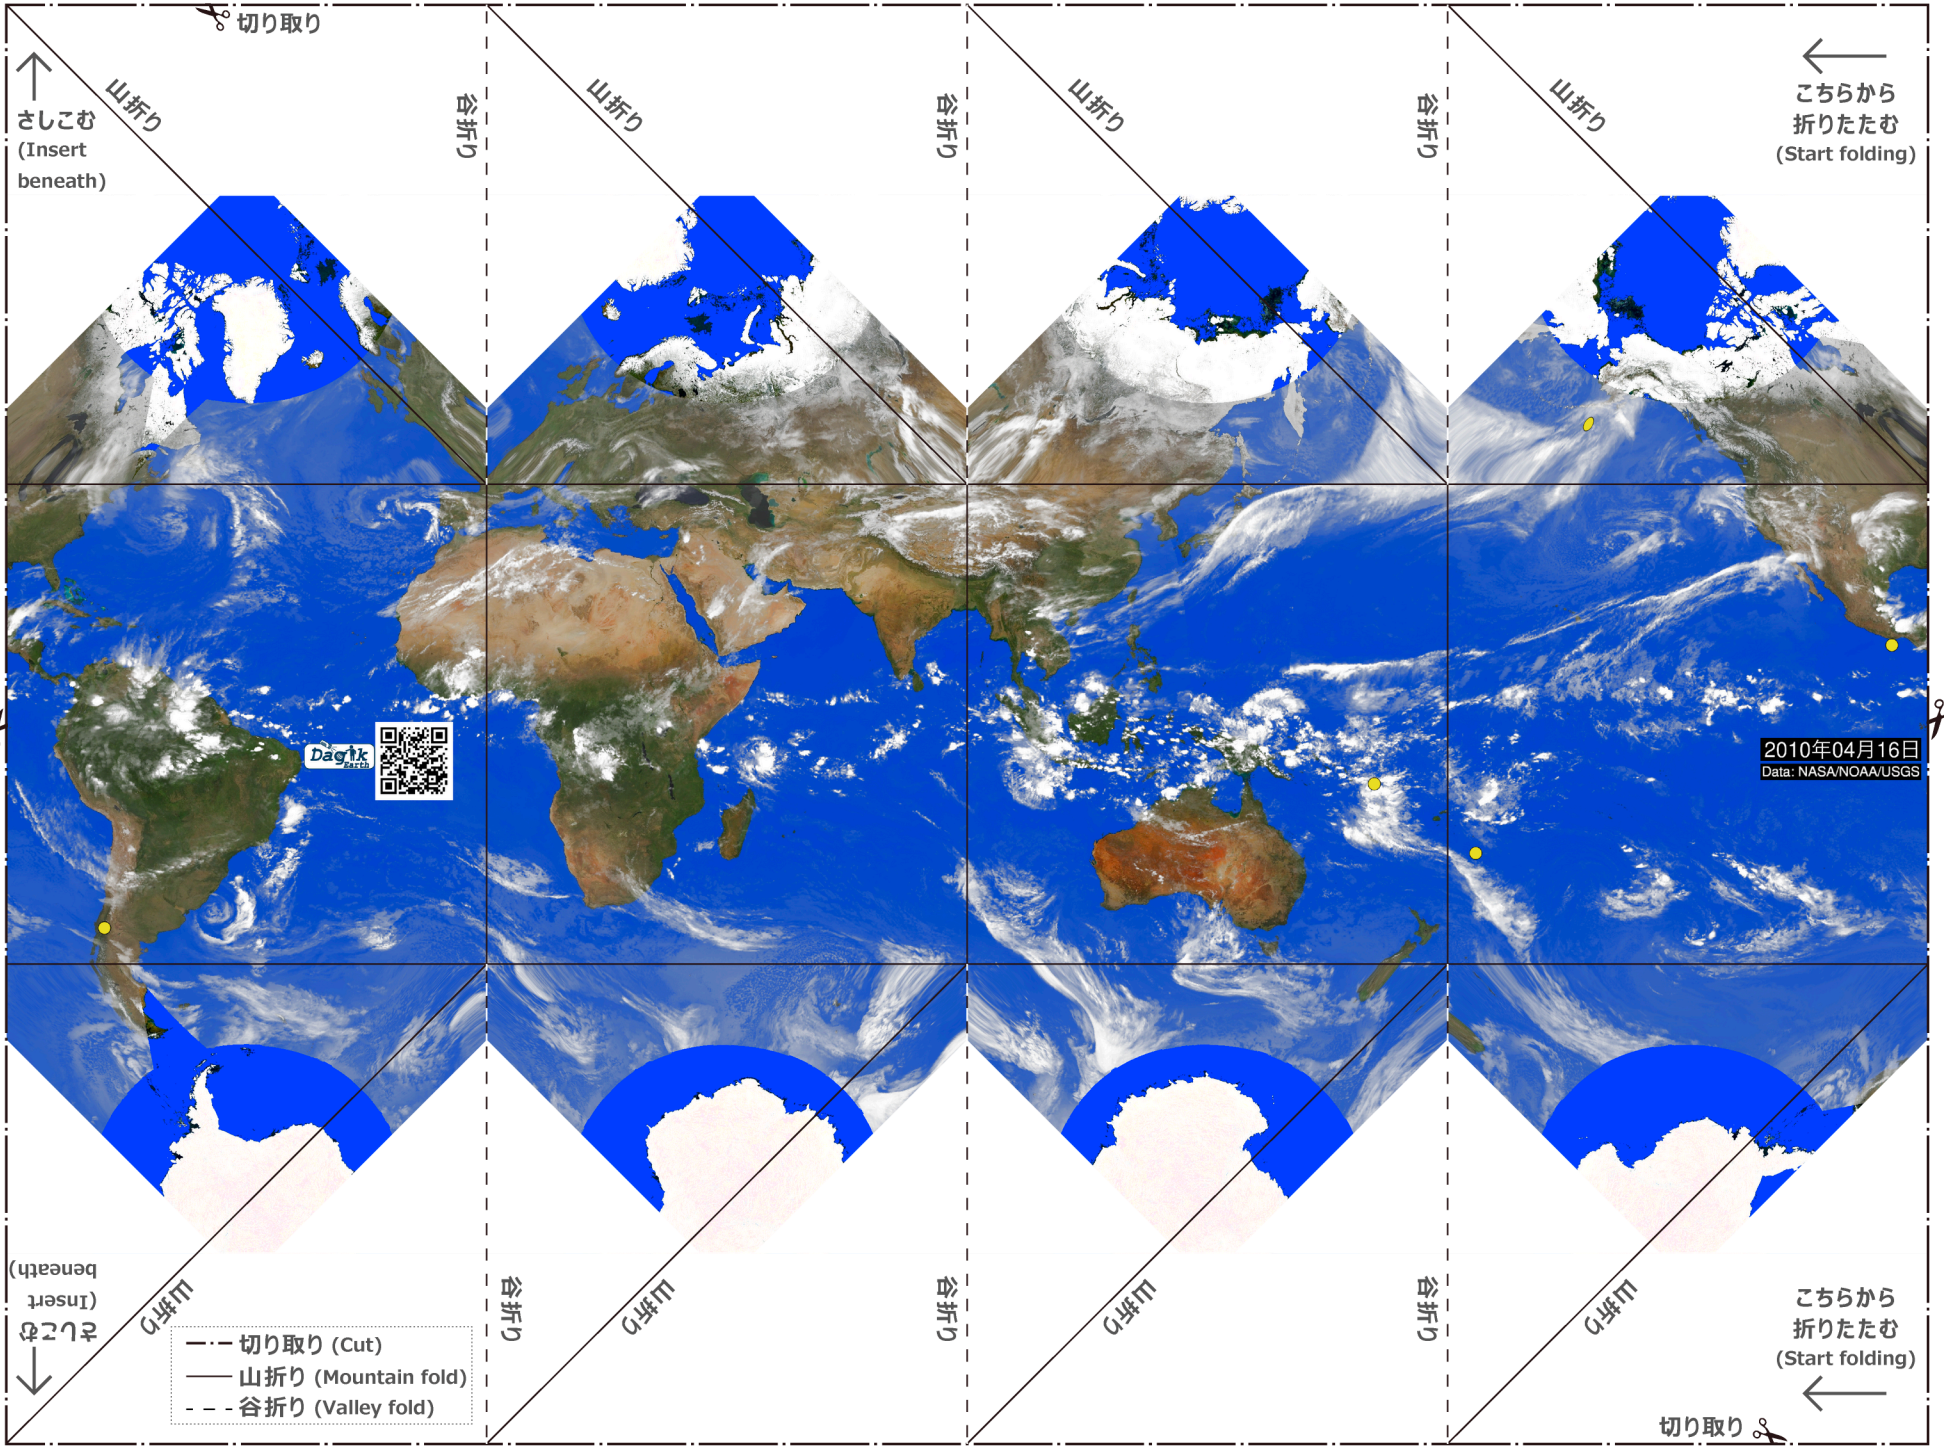 切り取り
山折り
谷折り
山折り
谷折り
山折り
谷折り
山折り
さしこむ
(Insert
beneath)
こちらから
折りたたむ
(Start folding)
Dagik
Earth
2010年04月16日
Data: NASA/NOAA/USGS
さしこむ
(Insert
beneath)
山折り
谷折り
山折り
谷折り
山折り
谷折り
山折り
切り取り (Cut)
山折り (Mountain fold)
谷折り (Valley fold)
こちらから
折りたたむ
(Start folding)
切り取り